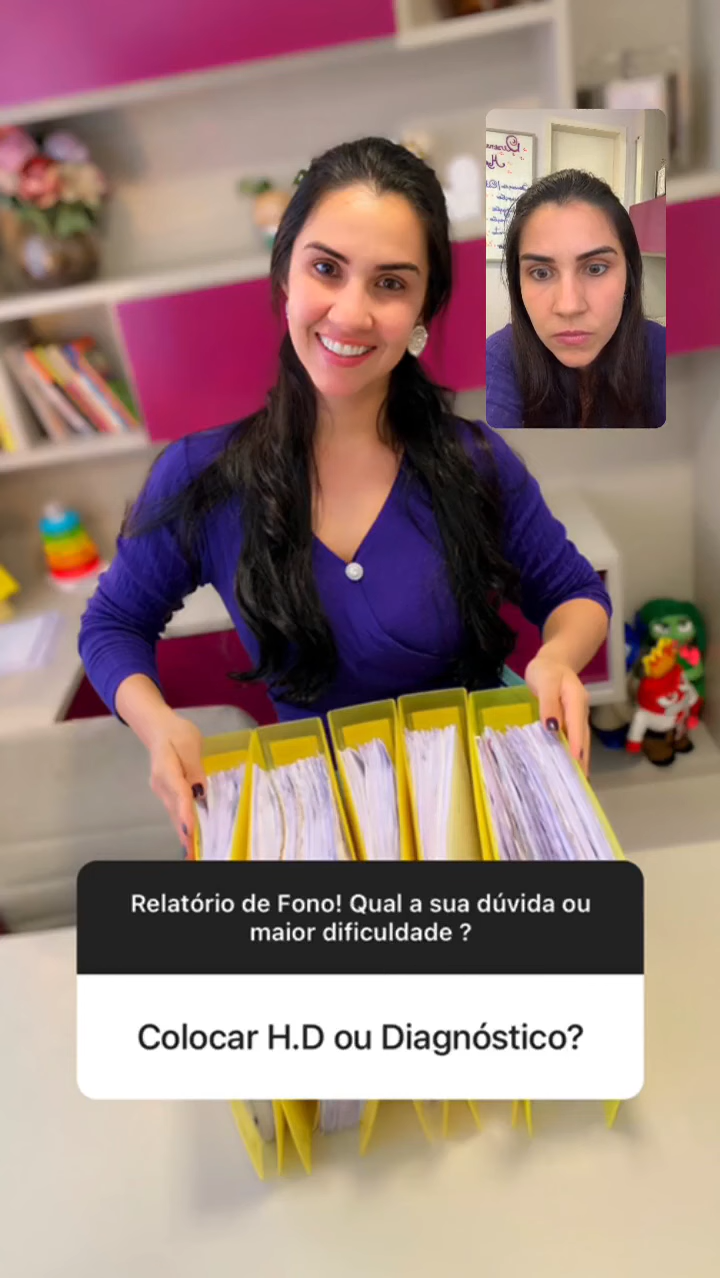 Relatório de Fono! Qual a sua dúvida ou
maior dificuldade ?
Colocar H.D ou Diagnóstico?